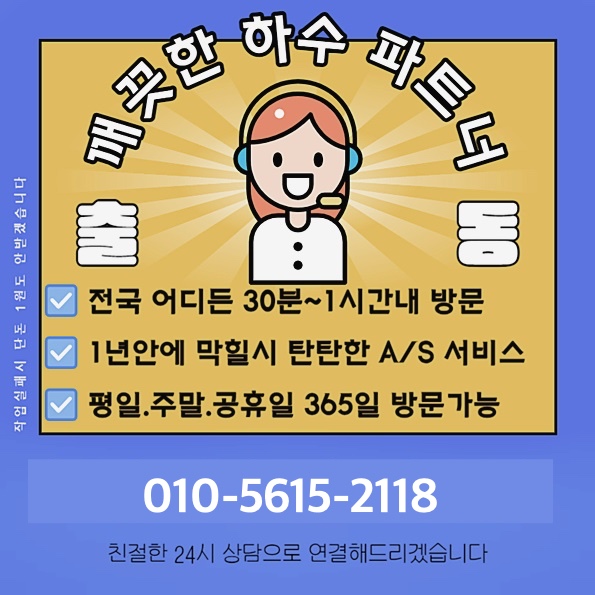 깨끗한 하수 파트너
출 동
전국 어디든 30분~1시간내 방문
1년안에 막힐시 탄탄한 A/S 서비스
평일.주말.공휴일 365일 방문가능
작업실패시 단돈 1원도 안받겠습니다
010-5615-2118
친절한 24시 상담으로 연결해드리겠습니다